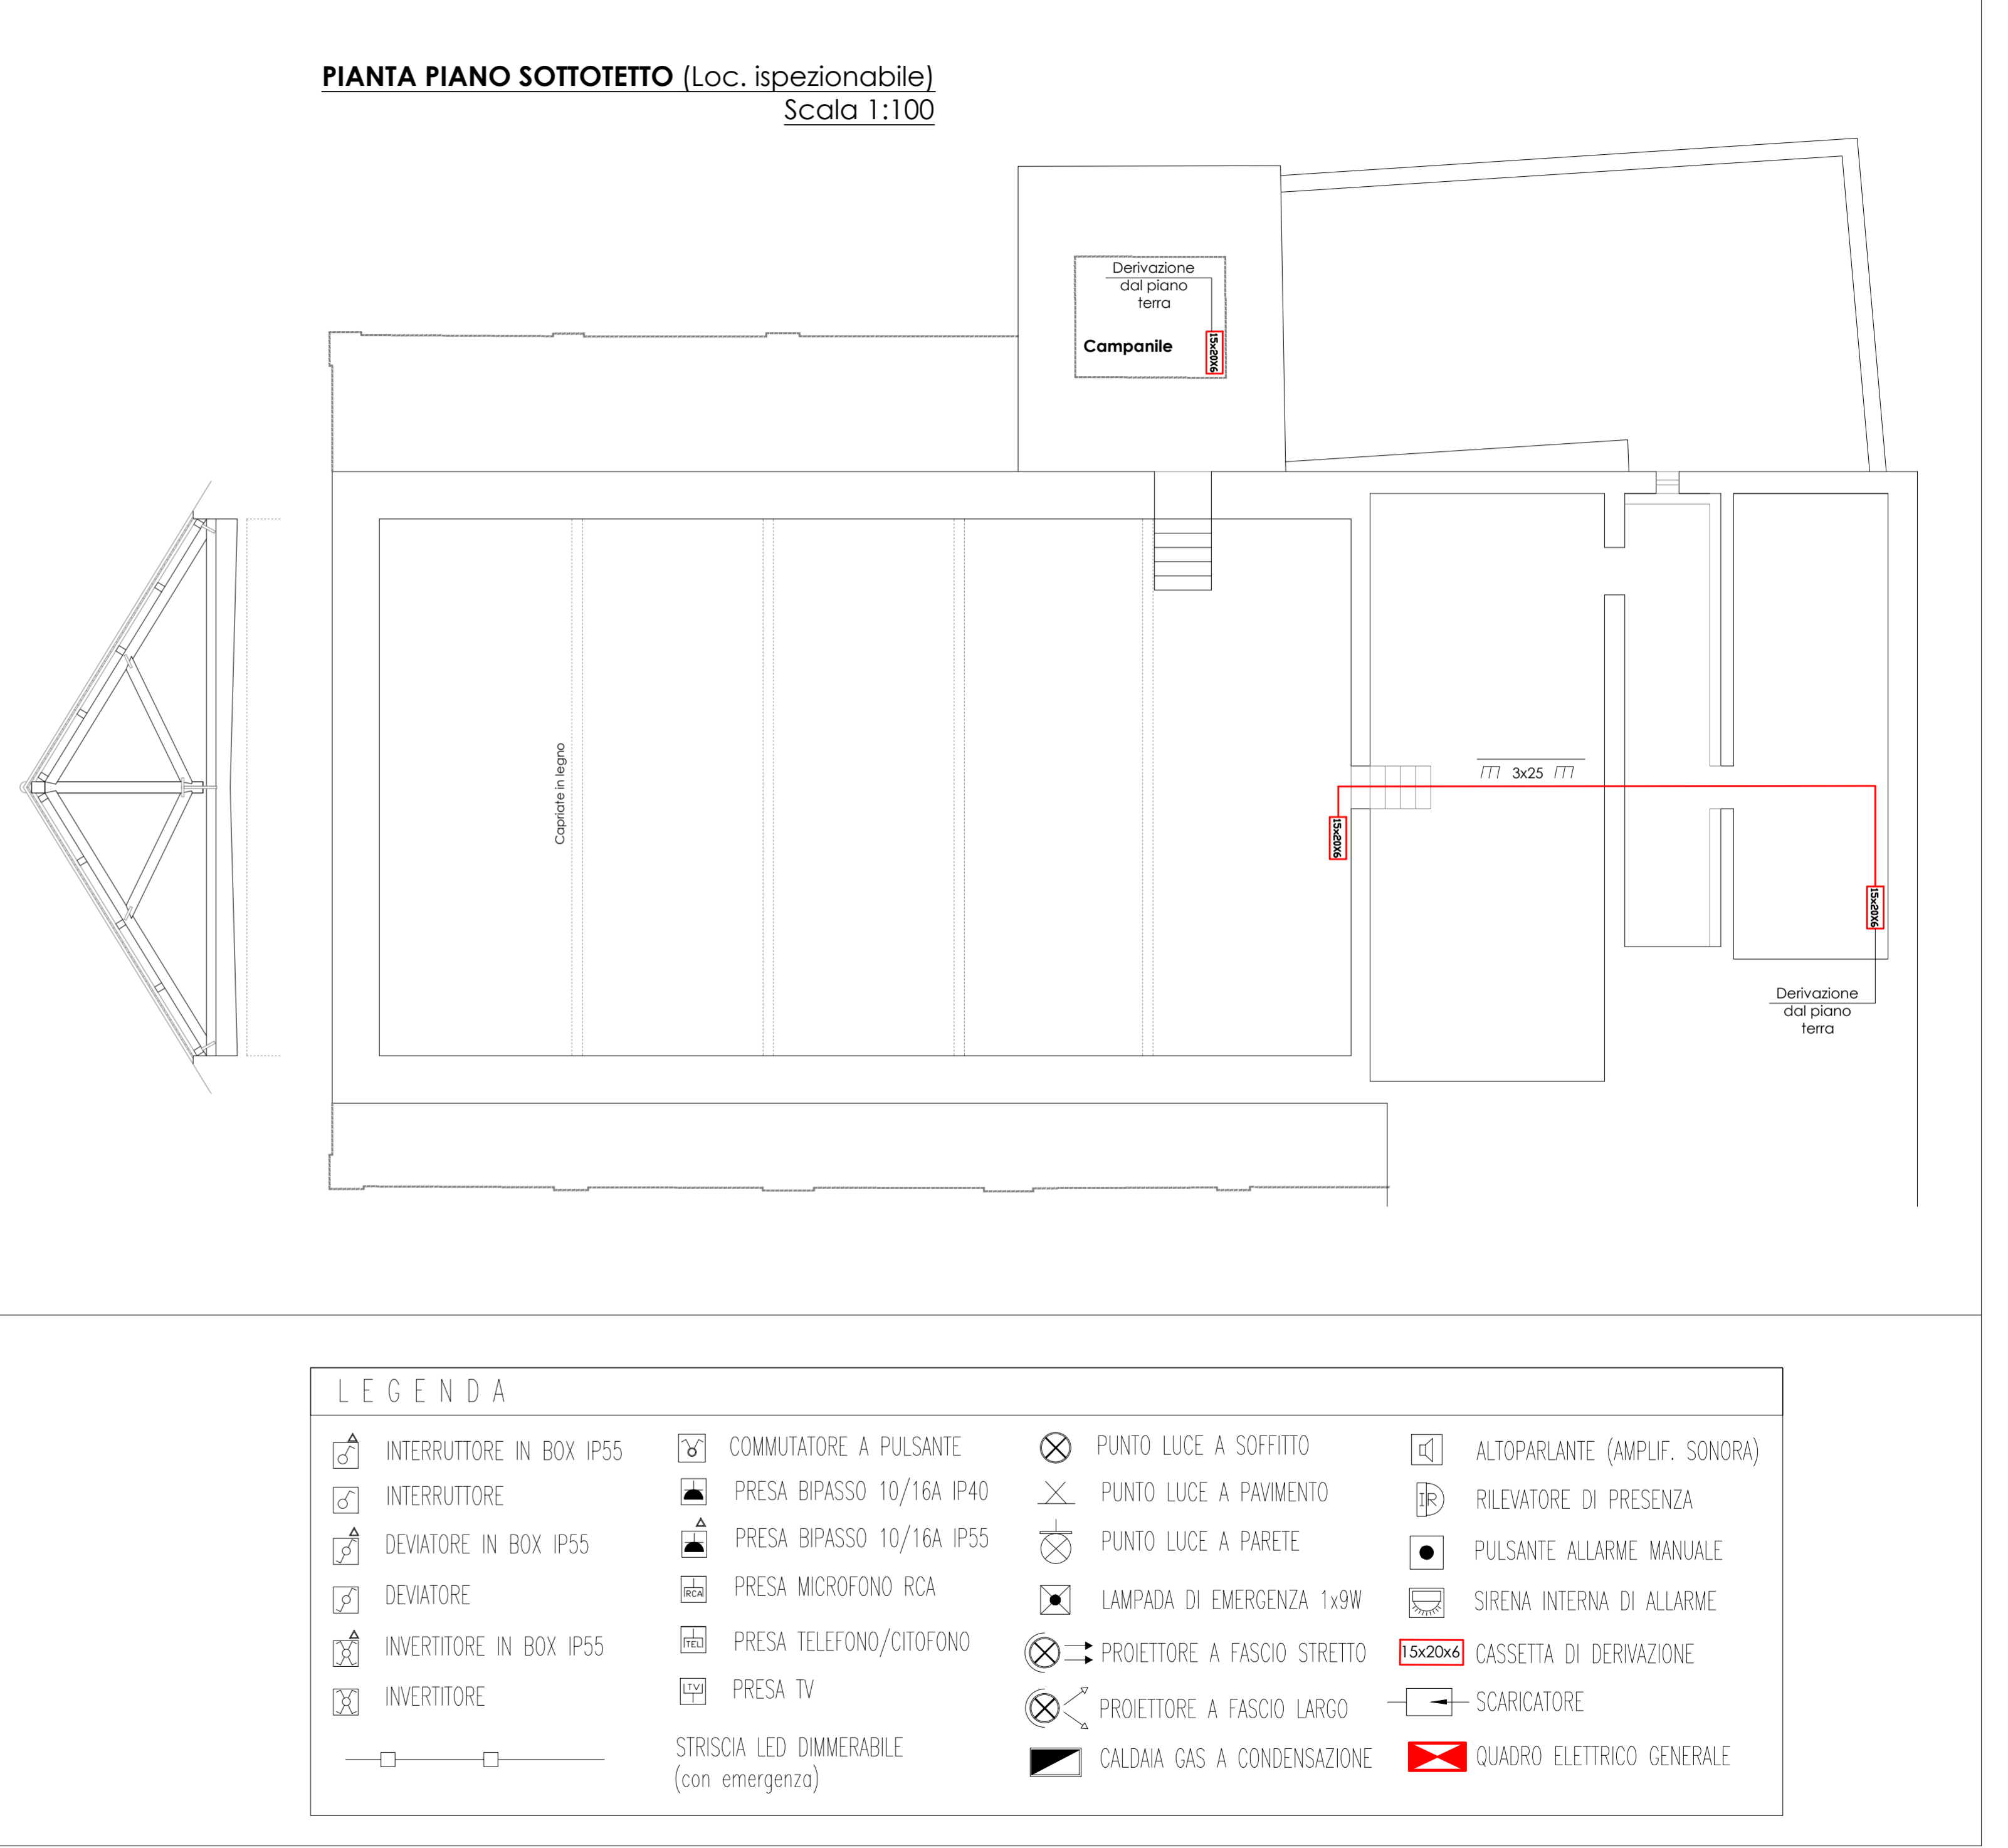 PIANTA PIANO SOTTOTETTO (Loc. ispezionabile)
Scala 1:100
Derivazione
dal piano
terra
Campanile
15x20X6
Capriate in legno
3x25
15x20X6
15x20X6
Derivazione
dal piano
terra
LEGENDA
INTERRUTTORE IN BOX IP55
INTERRUTTORE
DEVIATORE IN BOX IP55
DEVIATORE
INVERTITORE IN BOX IP55
INVERTITORE
COMMUTATORE A PULSANTE
PRESA BIPASSO 10/16A IP40
PRESA BIPASSO 10/16A IP55
RCA
PRESA MICROFONO RCA
TEL
PRESA TELEFONO/CITOFONO
TV
PRESA TV
STRISCIA LED DIMMERABILE
(con emergenza)
PUNTO LUCE A SOFFITTO
PUNTO LUCE A PAVIMENTO
PUNTO LUCE A PARETE
LAMPADA DI EMERGENZA 1x9W
PROIETTORE A FASCIO STRETTO
PROIETTORE A FASCIO LARGO
CALDAIA GAS A CONDENSAZIONE
ALTOPARLANTE (AMPLIF. SONORA)
IR
RILEVATORE DI PRESENZA
PULSANTE ALLARME MANUALE
SIRENA INTERNA DI ALLARME
15x20x6
CASSETTA DI DERIVAZIONE
SCARICATORE
QUADRO ELETTRICO GENERALE